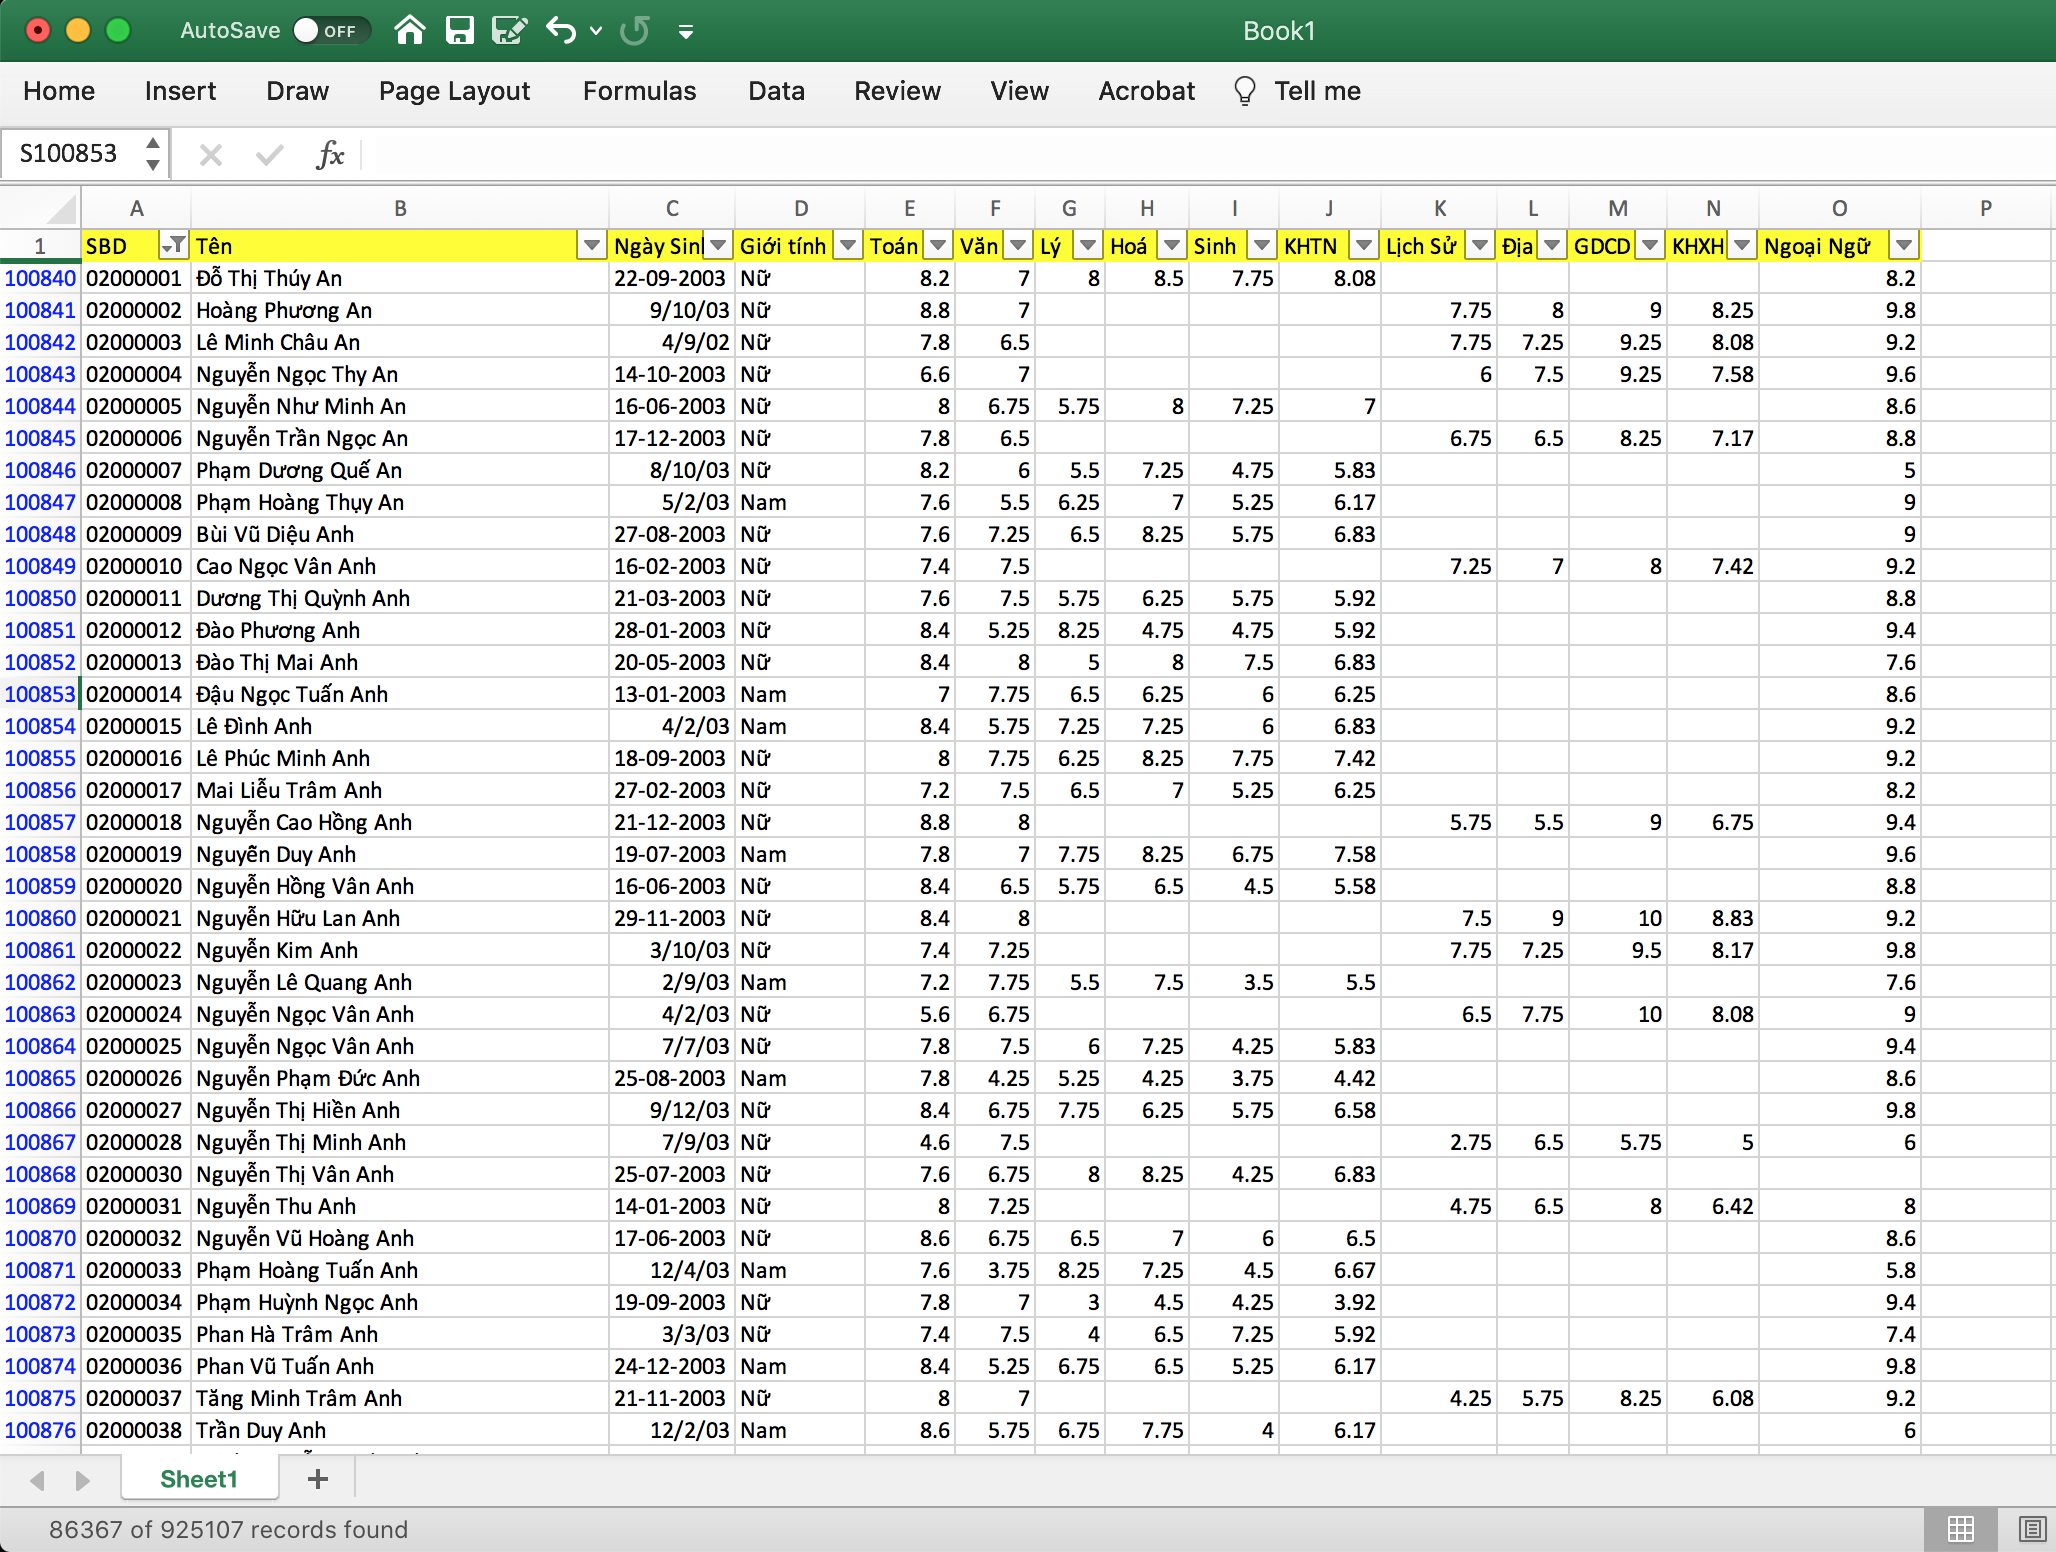 AutoSave OFF Book1
Home Insert Draw Page Layout Formulas Data Review View Acrobat Tell me
S100853 fx
A B C D E F G H I J K L M N O P
1 SBD Tên Ngày Sinl Giới tính Toán Văn Lý Hoá Sinh KHTN Lịch Sử Địa GDCD KHXH Ngoại Ngữ
100840 02000001 Đỗ Thị Thúy An 22-09-2003 Nữ 8.2 7 8 8.5 7.75 8.08 8.2
100841 02000002 Hoàng Phương An 9/10/03 Nữ 8.8 7 7.75 8 9 8.25 9.8
100842 02000003 Lê Minh Châu An 4/9/02 Nữ 7.8 6.5 7.75 7.25 9.25 8.08 9.2
100843 02000004 Nguyễn Ngọc Thy An 14-10-2003 Nữ 6.6 7 6 7.5 9.25 7.58 9.6
100844 02000005 Nguyễn Như Minh An 16-06-2003 Nữ 8 6.75 5.75 8 7.25 7 8.6
100845 02000006 Nguyễn Trần Ngọc An 17-12-2003 Nữ 7.8 6.5 6.75 6.5 8.25 7.17 8.8
100846 02000007 Phạm Dương Quế An 8/10/03 Nữ 8.2 6 5.5 7.25 4.75 5.83 5
100847 02000008 Phạm Hoàng Thụy An 5/2/03 Nam 7.6 5.5 6.25 7 5.25 6.17 9
100848 02000009 Bùi Vũ Diệu Anh 27-08-2003 Nữ 7.6 7.25 6.5 8.25 5.75 6.83 9
100849 02000010 Cao Ngọc Vân Anh 16-02-2003 Nữ 7.4 7.5 7.25 7 8 7.42 9.2
100850 02000011 Dương Thị Quỳnh Anh 21-03-2003 Nữ 7.6 7.5 5.75 6.25 5.75 5.92 8.8
100851 02000012 Đào Phương Anh 28-01-2003 Nữ 8.4 5.25 8.25 4.75 4.75 5.92 9.4
100852 02000013 Đào Thị Mai Anh 20-05-2003 Nữ 8.4 8 5 8 7.5 6.83 7.6
100853 02000014 Đậu Ngọc Tuấn Anh 13-01-2003 Nam 7 7.75 6.5 6.25 6 6.25 8.6
100854 02000015 Lê Đình Anh 4/2/03 Nam 8.4 5.75 7.25 7.25 6 6.83 9.2
100855 02000016 Lê Phúc Minh Anh 18-09-2003 Nữ 8 7.75 6.25 8.25 7.75 7.42 9.2
100856 02000017 Mai Liễu Trâm Anh 27-02-2003 Nữ 7.2 7.5 6.5 7 5.25 6.25 8.2
100857 02000018 Nguyễn Cao Hồng Anh 21-12-2003 Nữ 8.8 8 5.75 5.5 9 6.75 9.4
100858 02000019 Nguyễn Duy Anh 19-07-2003 Nam 7.8 7 7.75 8.25 6.75 7.58 9.6
100859 02000020 Nguyễn Hồng Vân Anh 16-06-2003 Nữ 8.4 6.5 5.75 6.5 4.5 5.58 8.8
100860 02000021 Nguyễn Hữu Lan Anh 29-11-2003 Nữ 8.4 8 7.5 9 10 8.83 9.2
100861 02000022 Nguyễn Kim Anh 3/10/03 Nữ 7.4 7.25 7.75 7.25 9.5 8.17 9.8
100862 02000023 Nguyễn Lê Quang Anh 2/9/03 Nam 7.2 7.75 5.5 7.5 3.5 5.5 7.6
100863 02000024 Nguyễn Ngọc Vân Anh 4/2/03 Nữ 5.6 6.75 6.5 7.75 10 8.08 9
100864 02000025 Nguyễn Ngọc Vân Anh 7/7/03 Nữ 7.8 7.5 6 7.25 4.25 5.83 9.4
100865 02000026 Nguyễn Phạm Đức Anh 25-08-2003 Nam 7.8 4.25 5.25 4.25 3.75 4.42 8.6
100866 02000027 Nguyễn Thị Hiền Anh 9/12/03 Nữ 8.4 6.75 7.75 6.25 5.75 6.58 9.8
100867 02000028 Nguyễn Thị Minh Anh 7/9/03 Nữ 4.6 7.5 2.75 6.5 5.75 5 6
100868 02000030 Nguyễn Thị Vân Anh 25-07-2003 Nữ 7.6 6.75 8 8.25 4.25 6.83
100869 02000031 Nguyễn Thu Anh 14-01-2003 Nữ 8 7.25 4.75 6.5 8 6.42 8
100870 02000032 Nguyễn Vũ Hoàng Anh 17-06-2003 Nữ 8.6 6.75 6.5 7 6 6.5 8.6
100871 02000033 Phạm Hoàng Tuấn Anh 12/4/03 Nam 7.6 3.75 8.25 7.25 4.5 6.67 5.8
100872 02000034 Phạm Huỳnh Ngọc Anh 19-09-2003 Nữ 7.8 7 3 4.5 4.25 3.92 9.4
100873 02000035 Phan Hà Trâm Anh 3/3/03 Nữ 7.4 7.5 4 6.5 7.25 5.92 7.4
100874 02000036 Phan Vũ Tuấn Anh 24-12-2003 Nam 8.4 5.25 6.75 6.5 5.25 6.17 9.8
100875 02000037 Tăng Minh Trâm Anh 21-11-2003 Nữ 8 7 4.25 5.75 8.25 6.08 9.2
100876 02000038 Trần Duy Anh 12/2/03 Nam 8.6 5.75 6.75 7.75 4 6.17 6
Sheet1 +
86367 of 925107 records found